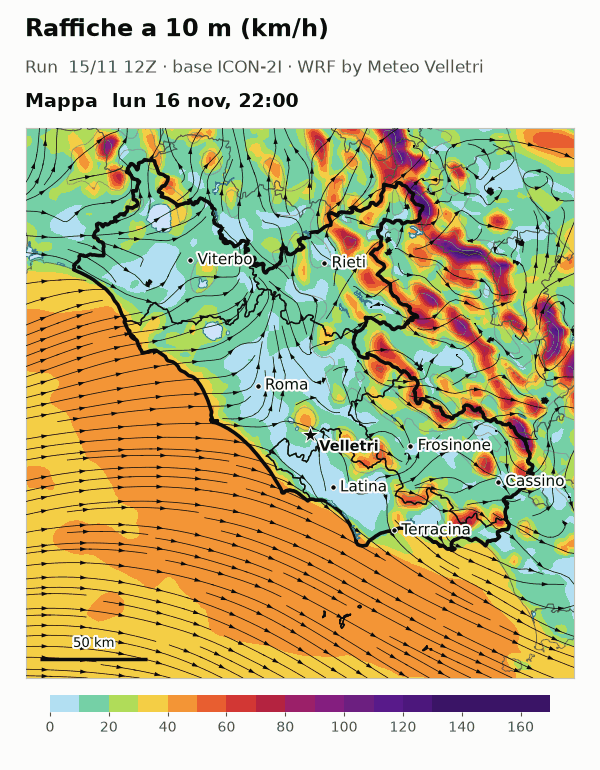 Raffiche a 10 m (km/h)
Run  15/11 12Z · base ICON-2I · WRF by Meteo Velletri
Mappa  lun 16 nov, 22:00
Viterbo
Rieti
Roma
Velletri
Frosinone
Latina
Cassino
Terracina
50 km
0 20 40 60 80 100 120 140 160